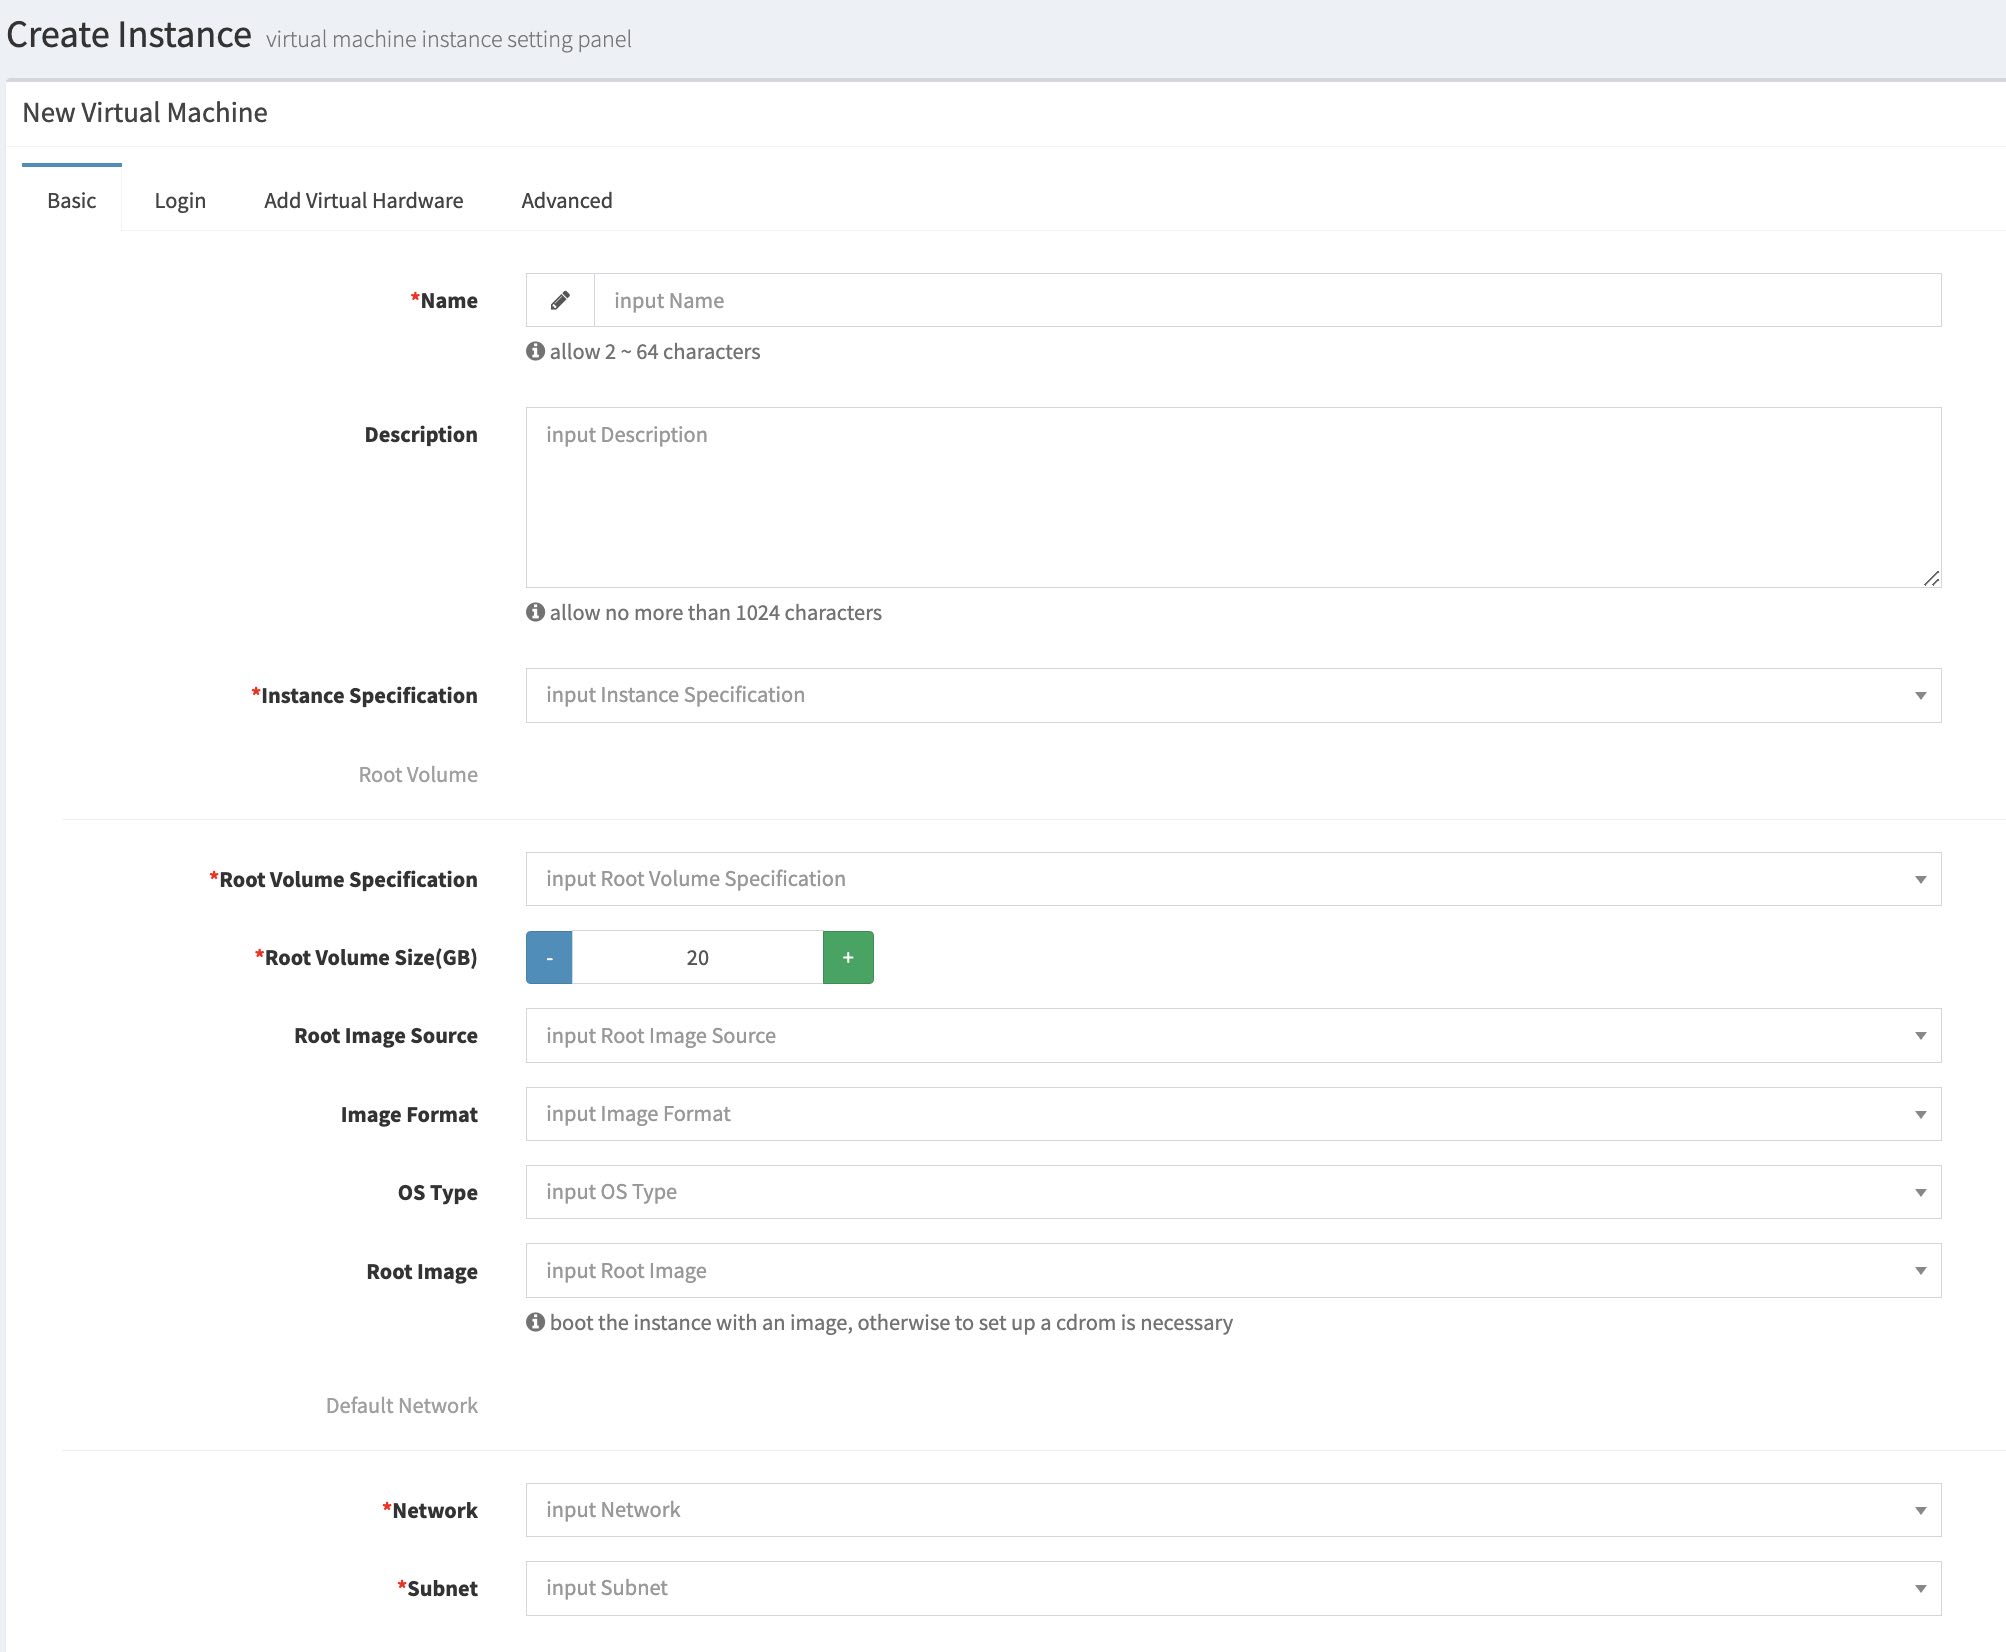 Create Instance virtual machine instance setting panel
New Virtual Machine
Basic Login Add Virtual Hardware Advanced
*Name input Name
allow 2 ~ 64 characters
Description input Description
allow no more than 1024 characters
*Instance Specification input Instance Specification
Root Volume
*Root Volume Specification input Root Volume Specification
*Root Volume Size(GB) - 20 +
Root Image Source input Root Image Source
Image Format input Image Format
OS Type input OS Type
Root Image input Root Image
boot the instance with an image, otherwise to set up a cdrom is necessary
Default Network
*Network input Network
*Subnet input Subnet